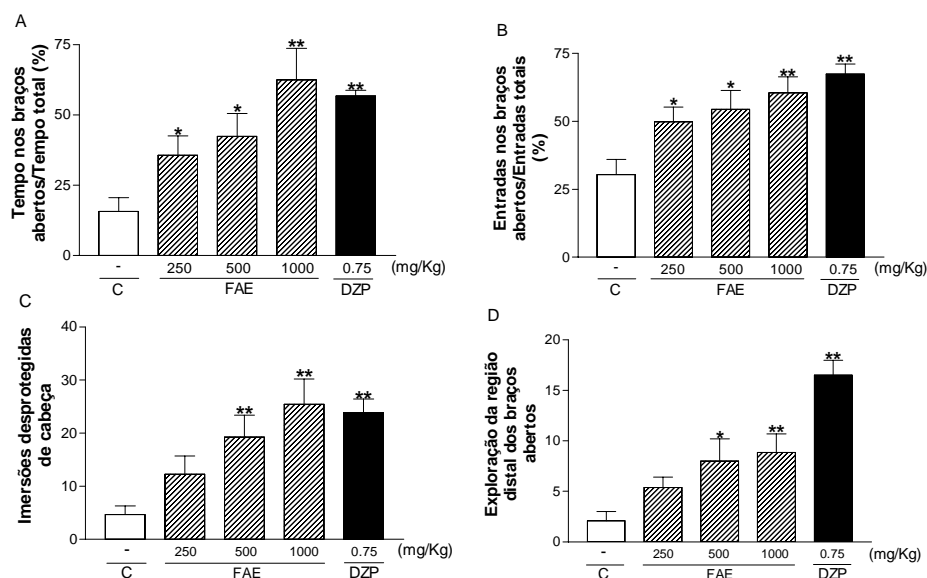 A
Tempo nos braços
abertos/Tempo total (%)
75
50
25
0
*
*
**
**
-
250
500
1000
0.75
(mg/Kg)
C
FAE
DZP
B
Entradas nos braços
abertos/Entradas totais
(%)
75
50
25
0
*
*
**
**
-
250
500
1000
0.75
(mg/Kg)
C
FAE
DZP
C
Imersões desprotegidas
de cabeça
40
30
20
10
0
**
**
**
-
250
500
1000
0.75
(mg/Kg)
C
FAE
DZP
D
Exploração da região
distal dos braços
abertos
20
15
10
5
0
*
**
**
-
250
500
1000
0.75
(mg/Kg)
C
FAE
DZP